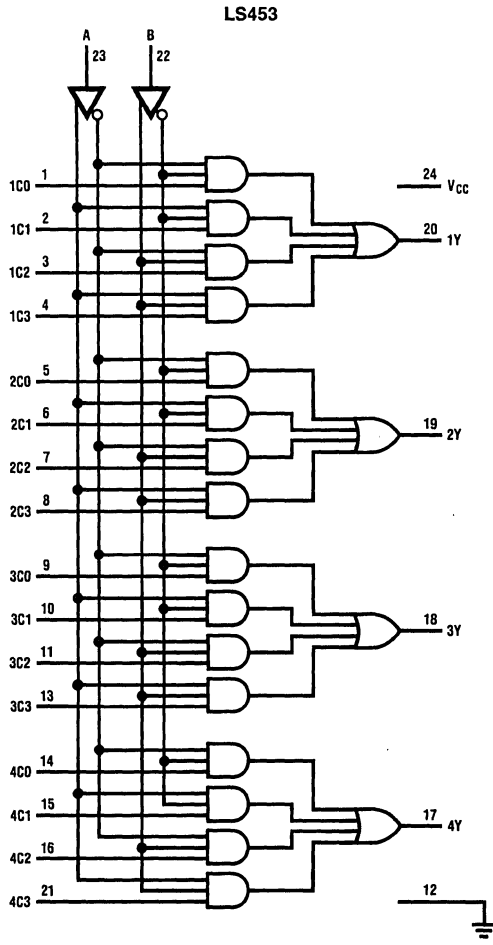 LS453
A B
23 22
1C0 1
1C1 2
1C2 3
1C3 4
24 VCC
20 1Y
2C0 5
2C1 6
2C2 7
2C3 8
19 2Y
3C0 9
3C1 10
3C2 11
3C3 13
18 3Y
4C0 14
4C1 15
4C2 16
4C3 21
17 4Y
12